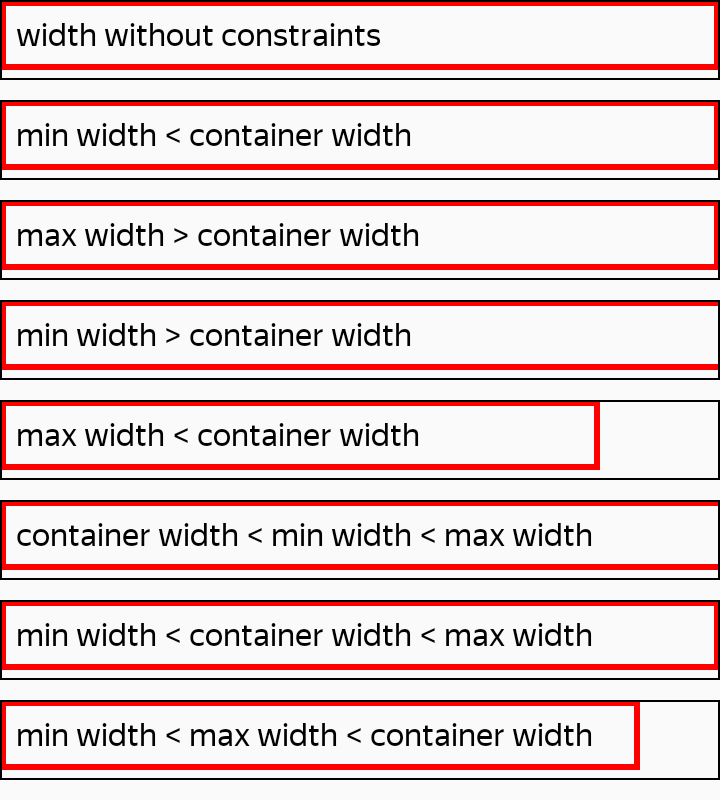 width without constraints
min width < container width
max width > container width
min width > container width
max width < container width
container width < min width < max width
min width < container width < max width
min width < max width < container width